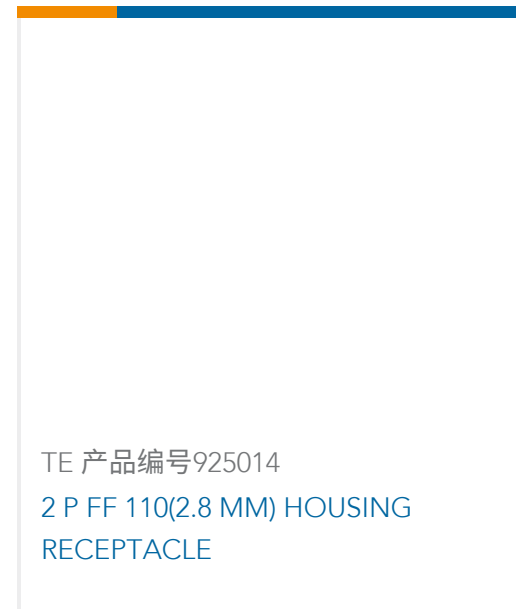 TE 产品编号925014
2 P FF 110(2.8 MM) HOUSING
RECEPTACLE